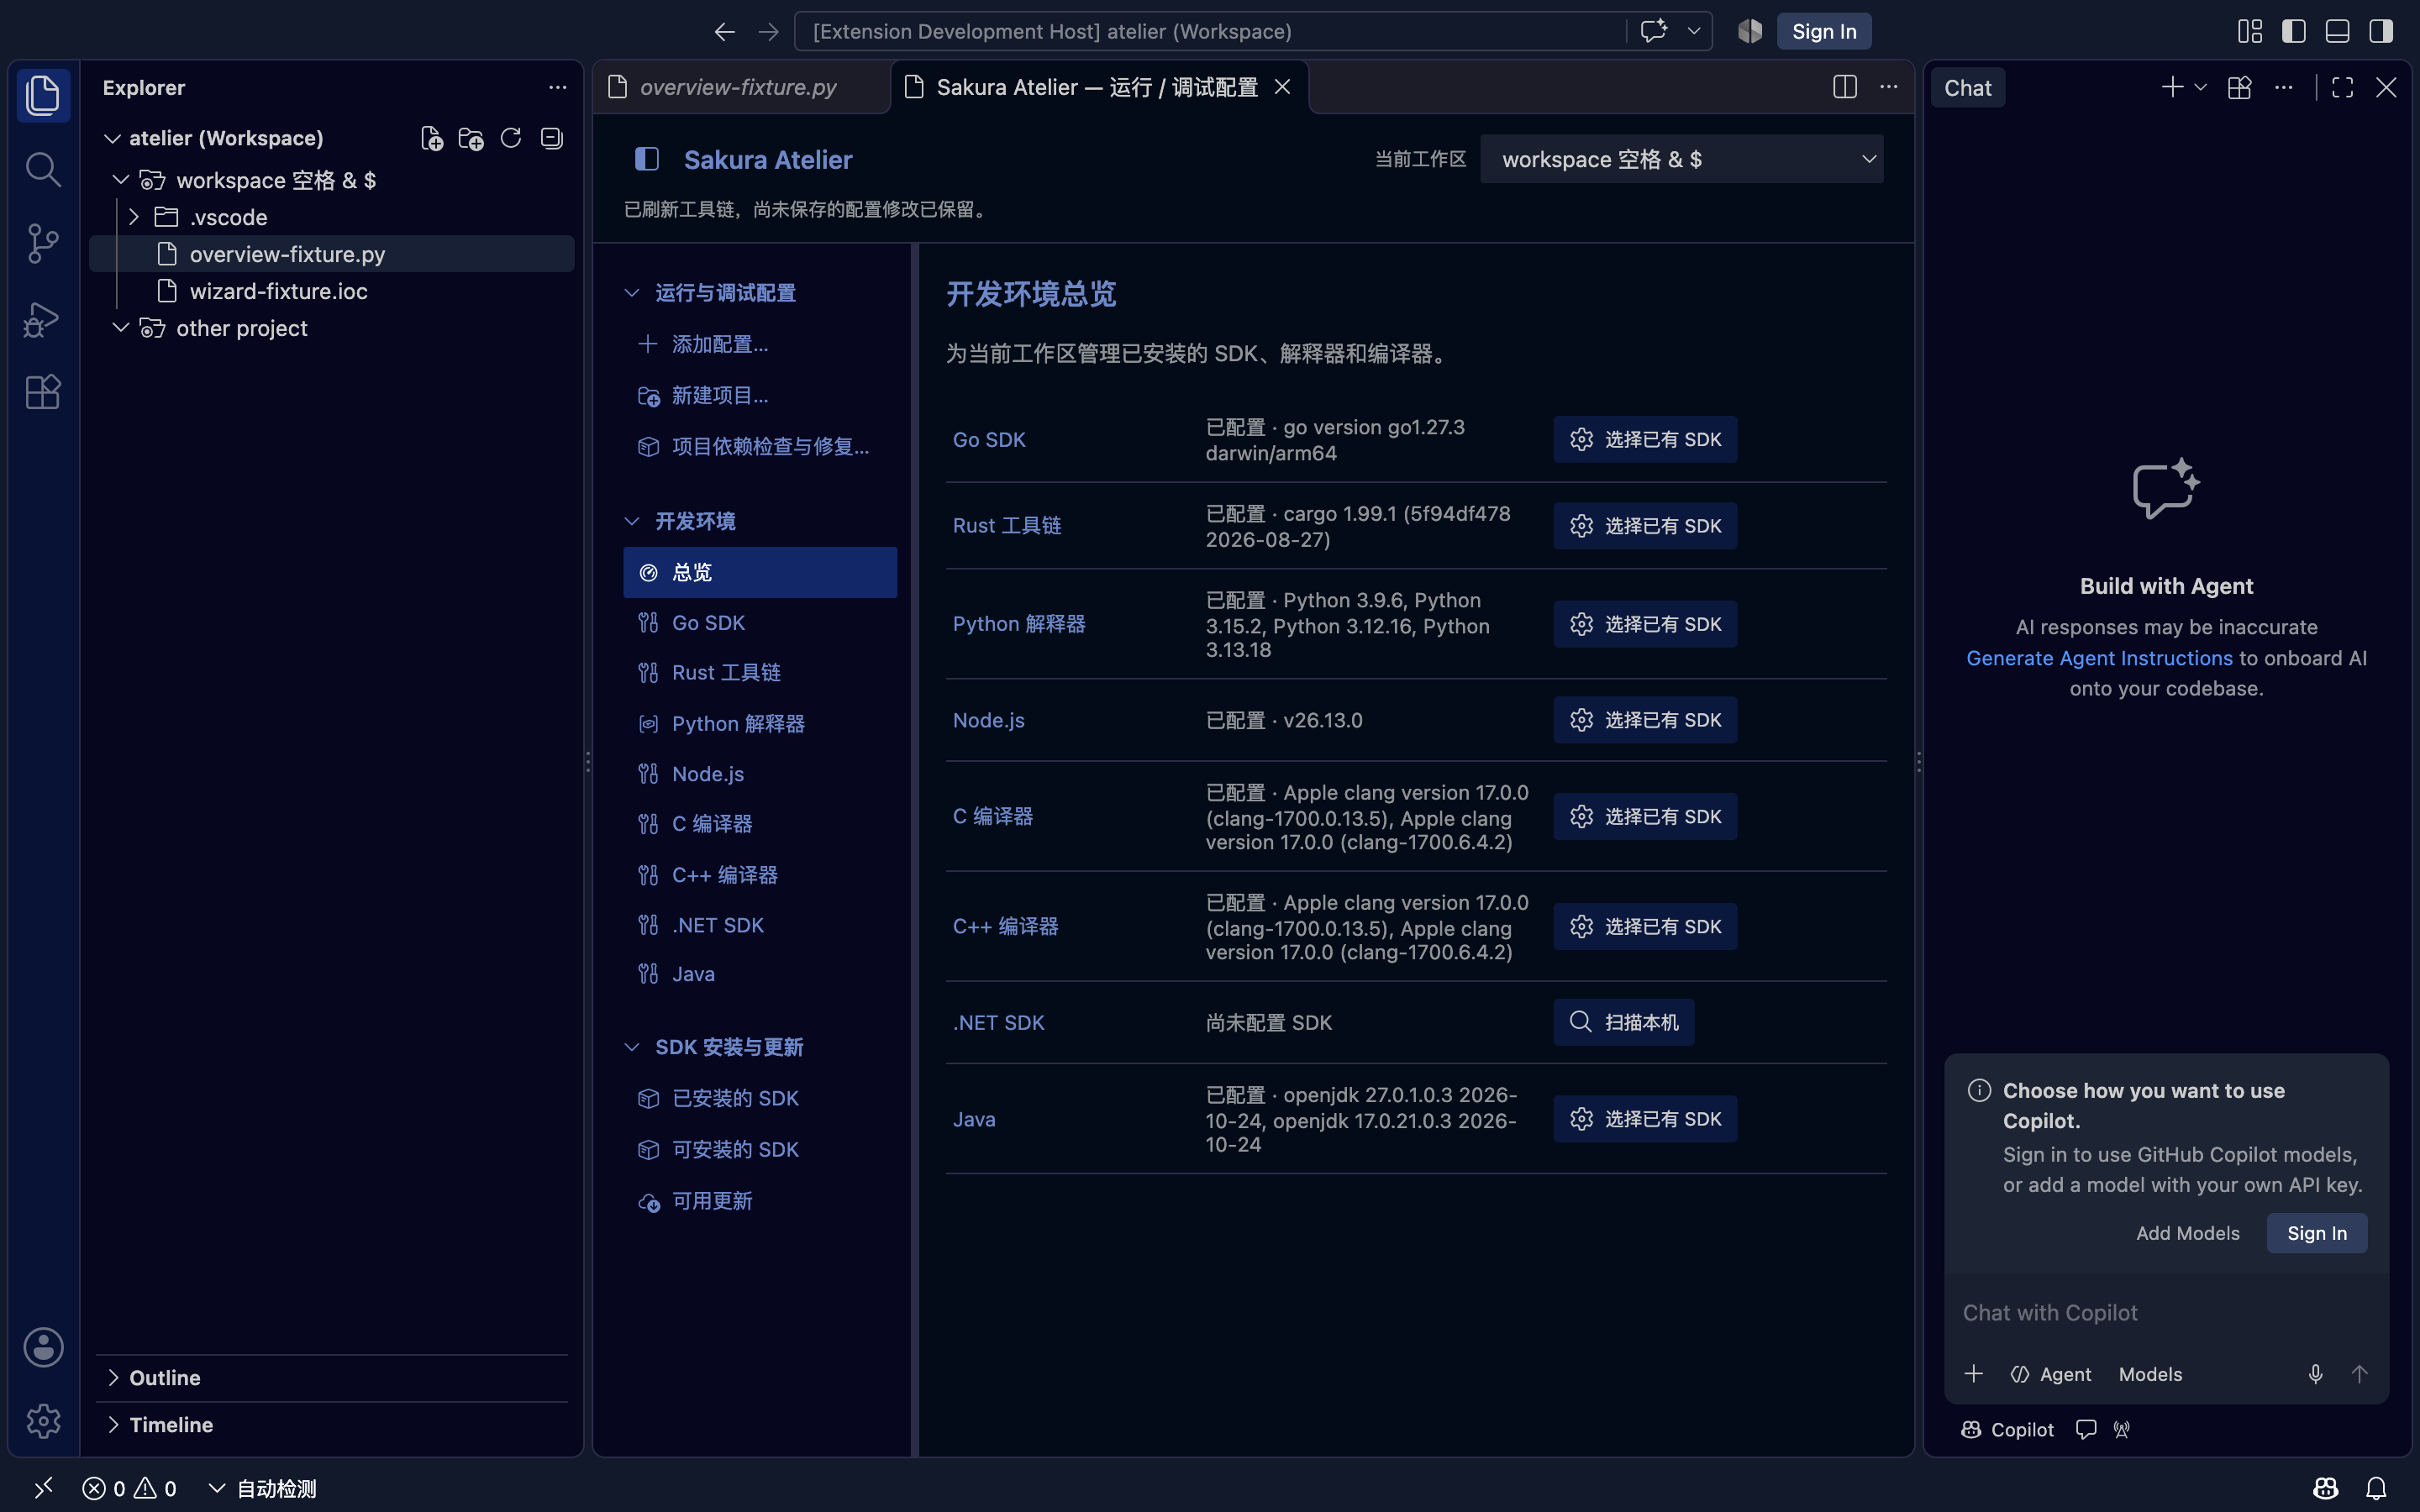 [Extension Development Host] atelier (Workspace)
Sign In
Explorer
atelier (Workspace)
workspace 空格 & $
.vscode
overview-fixture.py
wizard-fixture.ioc
other project
Outline
Timeline
overview-fixture.py
Sakura Atelier — 运行 / 调试配置
Sakura Atelier
当前工作区
workspace 空格 & $
已刷新工具链，尚未保存的配置修改已保留。
运行与调试配置
添加配置...
新建项目...
项目依赖检查与修复...
开发环境
总览
Go SDK
Rust 工具链
Python 解释器
Node.js
C 编译器
C++ 编译器
.NET SDK
Java
SDK 安装与更新
已安装的 SDK
可安装的 SDK
可用更新
开发环境总览
为当前工作区管理已安装的 SDK、解释器和编译器。
Go SDK
已配置 · go version go1.27.3
darwin/arm64
选择已有 SDK
Rust 工具链
已配置 · cargo 1.99.1 (5f94df478
2026-08-27)
选择已有 SDK
Python 解释器
已配置 · Python 3.9.6, Python
3.15.2, Python 3.12.16, Python
3.13.18
选择已有 SDK
Node.js
已配置 · v26.13.0
选择已有 SDK
C 编译器
已配置 · Apple clang version 17.0.0
(clang-1700.0.13.5), Apple clang
version 17.0.0 (clang-1700.6.4.2)
选择已有 SDK
C++ 编译器
已配置 · Apple clang version 17.0.0
(clang-1700.0.13.5), Apple clang
version 17.0.0 (clang-1700.6.4.2)
选择已有 SDK
.NET SDK
尚未配置 SDK
扫描本机
Java
已配置 · openjdk 27.0.1.0.3 2026-
10-24, openjdk 17.0.21.0.3 2026-
10-24
选择已有 SDK
Chat
Build with Agent
AI responses may be inaccurate
Generate Agent Instructions to onboard AI
onto your codebase.
Choose how you want to use
Copilot.
Sign in to use GitHub Copilot models,
or add a model with your own API key.
Add Models
Sign In
Chat with Copilot
Agent
Models
Copilot
0
0
自动检测